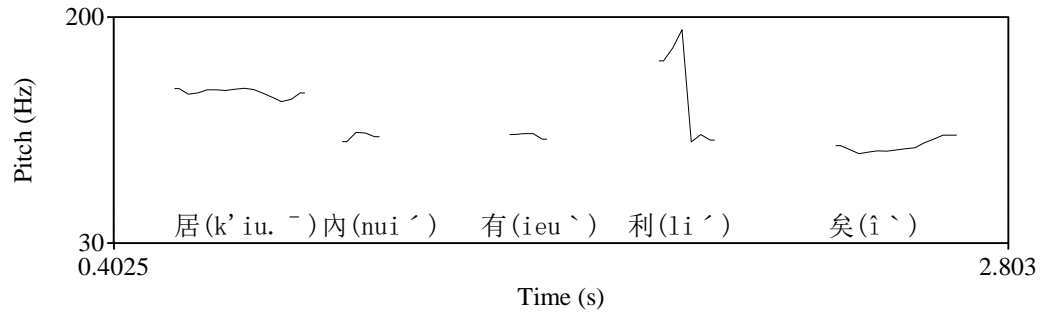 200
Pitch (Hz)
居(k'iu. ˉ)內(nui ˊ) 有(ieu ˋ) 利(li ˊ) 矣(î ˋ)
30
0.4025 2.803
Time (s)